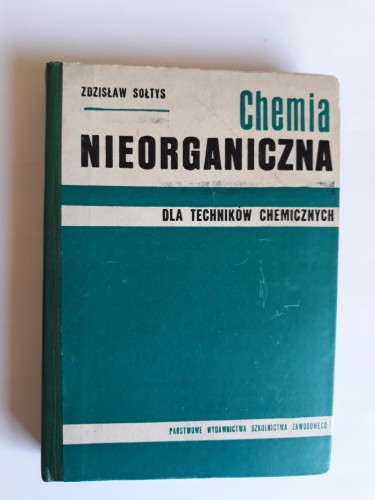 ZDZISŁAW SOŁTYS
Chemia
NIEORGANICZNA
DLA TECHNIKÓW CHEMICZNYCH
PAŃSTWOWE WYDAWNICTWA SZKOLNICTWA ZAWODOWEGO